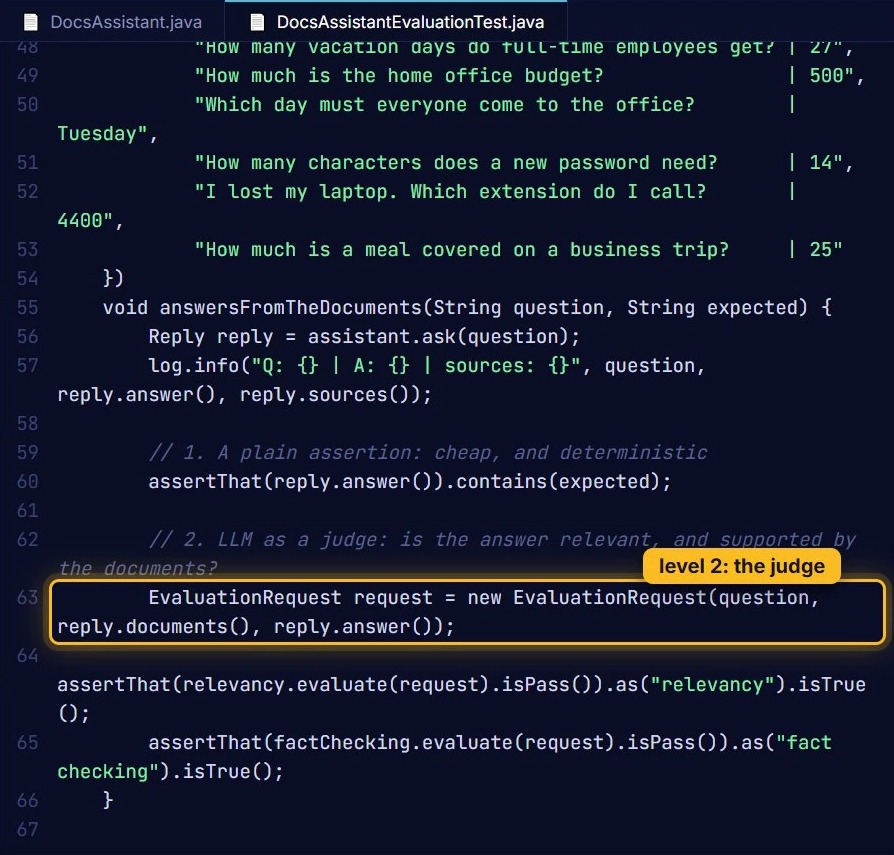 DocsAssistant.java
DocsAssistantEvaluationTest.java
48 "How many vacation days do full-time employees get? | 27",
49 "How much is the home office budget? | 500",
50 "Which day must everyone come to the office? |
Tuesday",
51 "How many characters does a new password need? | 14",
52 "I lost my laptop. Which extension do I call? |
4400",
53 "How much is a meal covered on a business trip? | 25"
54 })
55 void answersFromTheDocuments(String question, String expected) {
56 Reply reply = assistant.ask(question);
57 log.info("Q: {} | A: {} | sources: {}", question,
reply.answer(), reply.sources());
58
59 // 1. A plain assertion: cheap, and deterministic
60 assertThat(reply.answer()).contains(expected);
61
62 // 2. LLM as a judge: is the answer relevant, and supported by
the documents?
level 2: the judge
63 EvaluationRequest request = new EvaluationRequest(question,
reply.documents(), reply.answer());
64
assertThat(relevancy.evaluate(request).isPass()).as("relevancy").isTrue
();
65 assertThat(factChecking.evaluate(request).isPass()).as("fact
checking").isTrue();
66 }
67